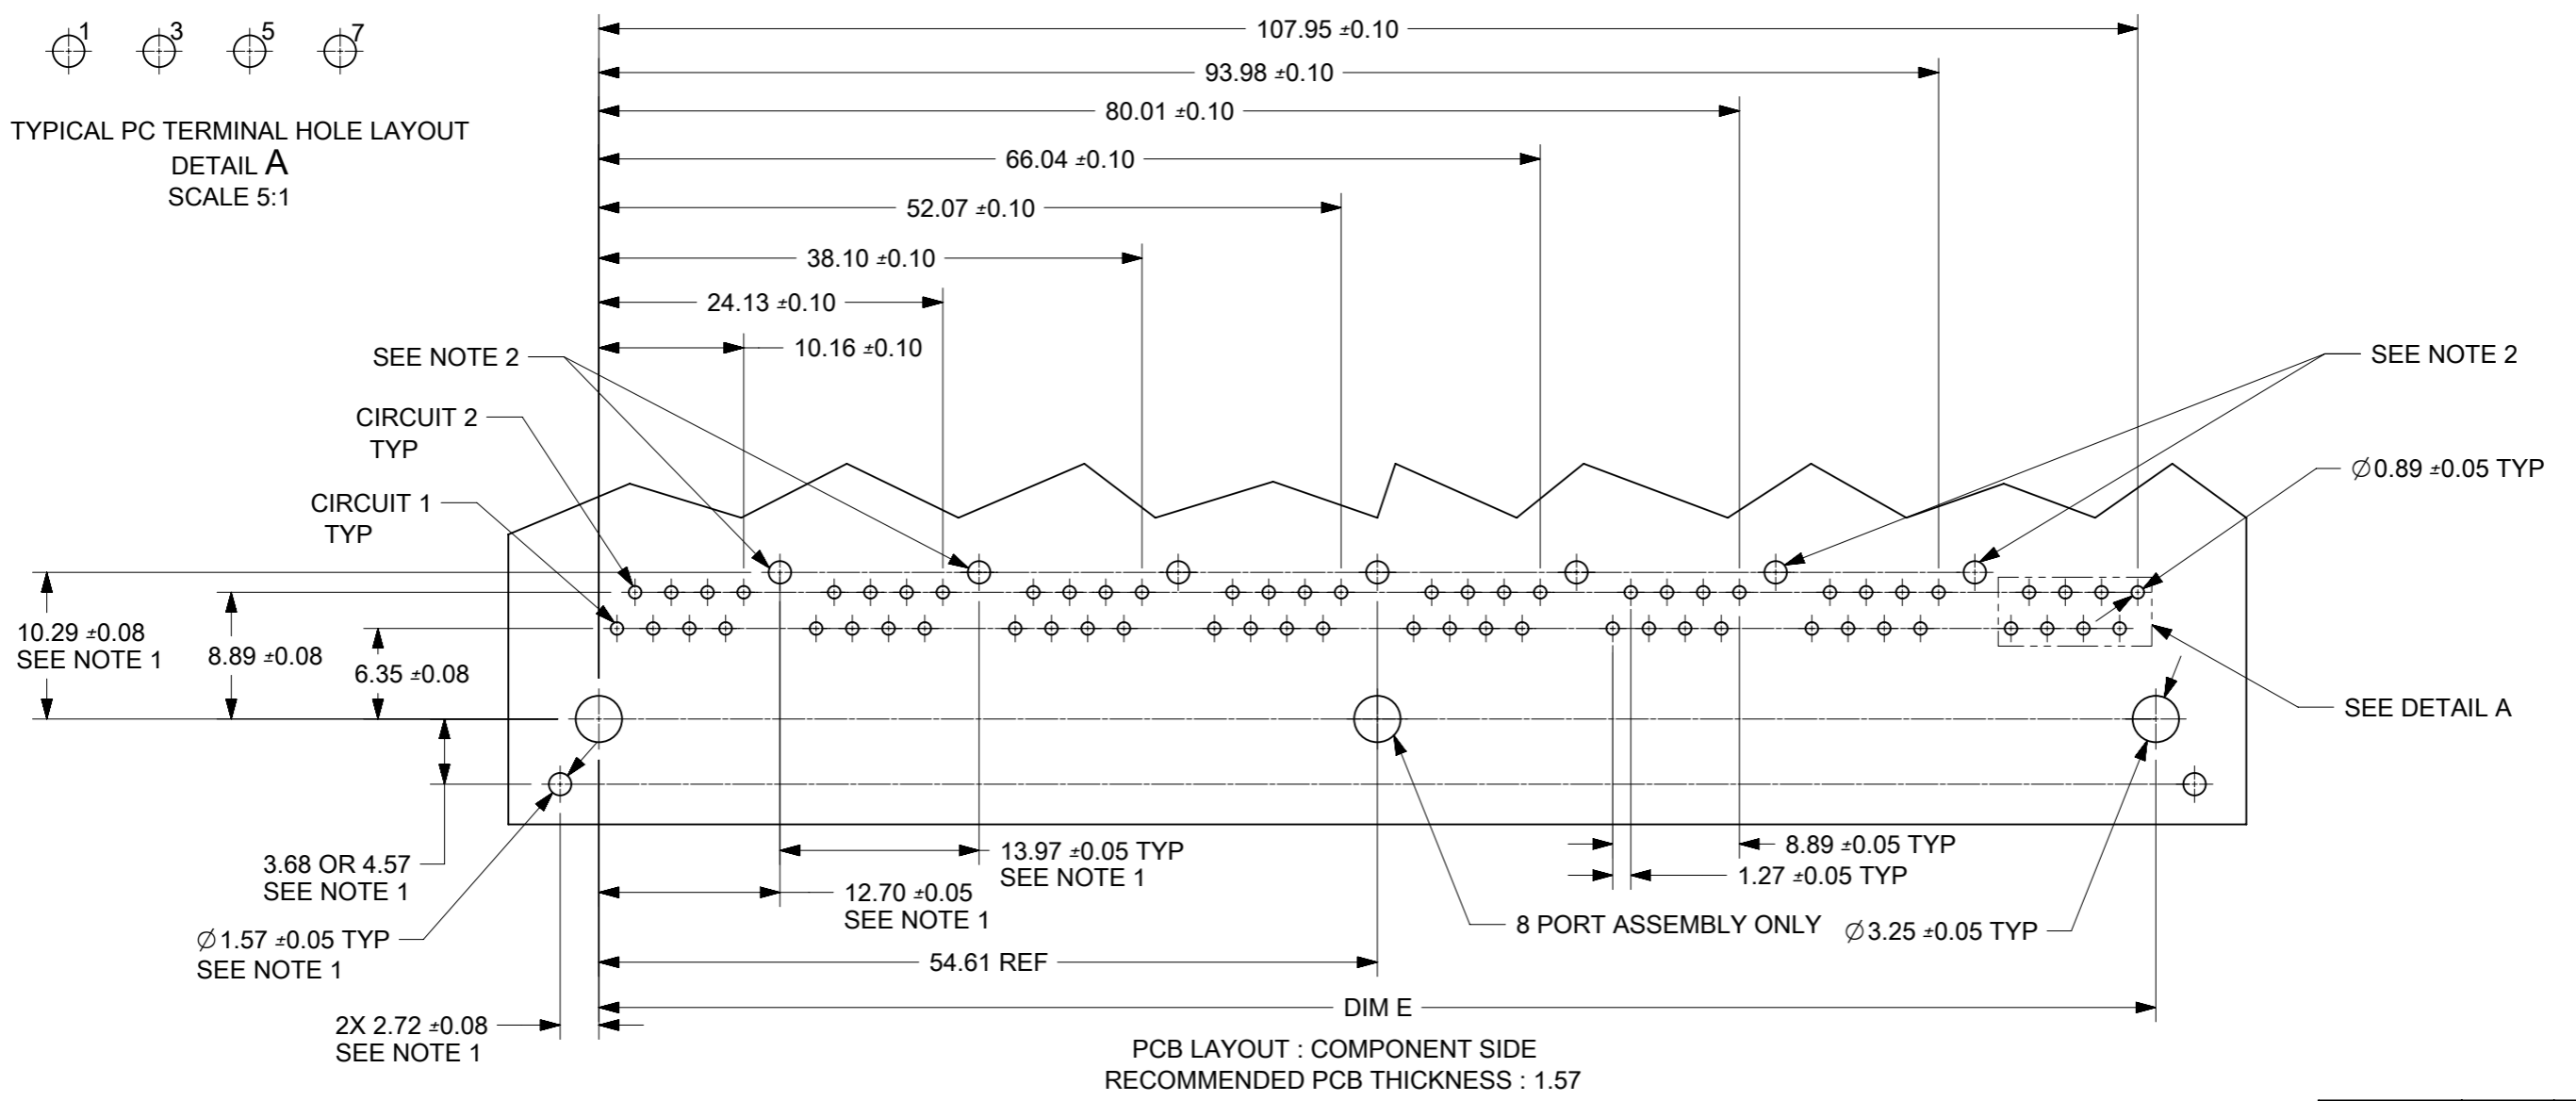 1
3
5
7
TYPICAL PC TERMINAL HOLE LAYOUT
DETAIL A
SCALE 5:1
107.95 ±0.10
93.98 ±0.10
80.01 ±0.10
66.04 ±0.10
52.07 ±0.10
38.10 ±0.10
24.13 ±0.10
10.16 ±0.10
SEE NOTE 2
SEE NOTE 2
CIRCUIT 2
TYP
CIRCUIT 1
TYP
Ø0.89 ±0.05 TYP
10.29 ±0.08
SEE NOTE 1
8.89 ±0.08
6.35 ±0.08
SEE DETAIL A
3.68 OR 4.57
SEE NOTE 1
13.97 ±0.05 TYP
SEE NOTE 1
12.70 ±0.05
SEE NOTE 1
8.89 ±0.05 TYP
1.27 ±0.05 TYP
8 PORT ASSEMBLY ONLY
Ø3.25 ±0.05 TYP
Ø1.57 ±0.05 TYP
SEE NOTE 1
54.61 REF
DIM E
2X 2.72 ±0.08
SEE NOTE 1
PCB LAYOUT : COMPONENT SIDE
RECOMMENDED PCB THICKNESS : 1.57